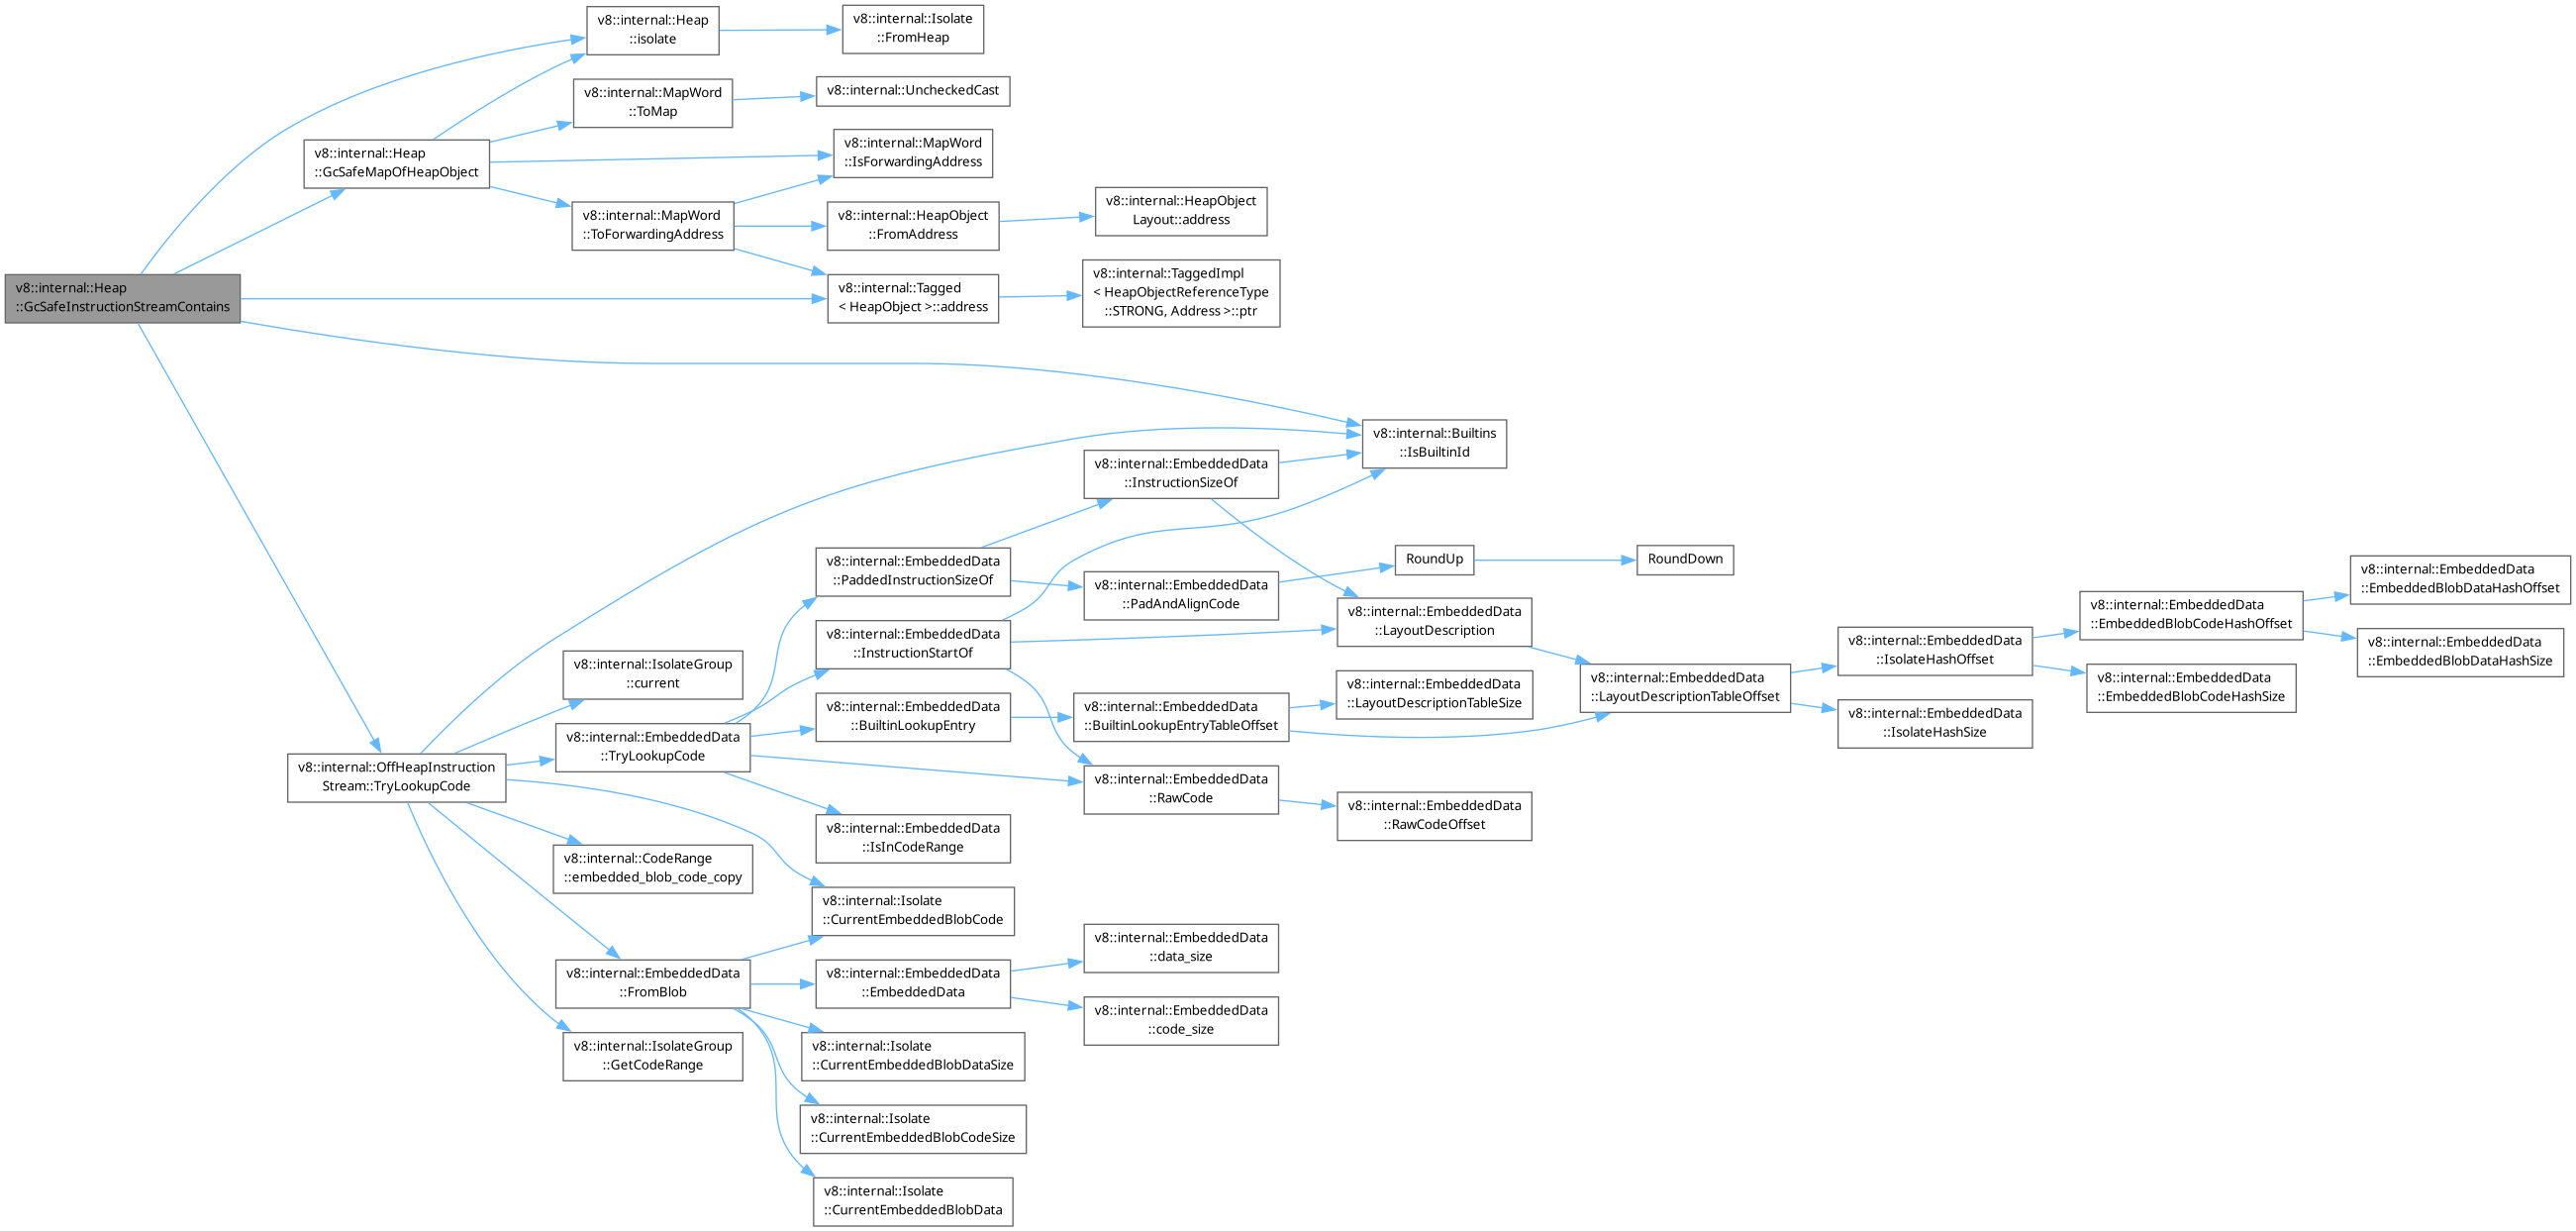 v8::internal::Heap
::GcSafeInstructionStreamContains
v8::internal::Heap
::GcSafeMapOfHeapObject
v8::internal::Heap
::isolate
v8::internal::Isolate
::FromHeap
v8::internal::MapWord
::ToMap
v8::internal::UncheckedCast
v8::internal::MapWord
::IsForwardingAddress
v8::internal::MapWord
::ToForwardingAddress
v8::internal::HeapObject
::FromAddress
v8::internal::HeapObject
Layout::address
v8::internal::Tagged
< HeapObject >::address
v8::internal::TaggedImpl
< HeapObjectReferenceType
::STRONG, Address >::ptr
v8::internal::Builtins
::IsBuiltinId
v8::internal::OffHeapInstruction
Stream::TryLookupCode
v8::internal::IsolateGroup
::current
v8::internal::EmbeddedData
::TryLookupCode
v8::internal::CodeRange
::embedded_blob_code_copy
v8::internal::EmbeddedData
::FromBlob
v8::internal::IsolateGroup
::GetCodeRange
v8::internal::EmbeddedData
::PaddedInstructionSizeOf
v8::internal::EmbeddedData
::InstructionStartOf
v8::internal::EmbeddedData
::BuiltinLookupEntry
v8::internal::EmbeddedData
::IsInCodeRange
v8::internal::Isolate
::CurrentEmbeddedBlobCode
v8::internal::EmbeddedData
::EmbeddedData
v8::internal::Isolate
::CurrentEmbeddedBlobDataSize
v8::internal::Isolate
::CurrentEmbeddedBlobCodeSize
v8::internal::Isolate
::CurrentEmbeddedBlobData
v8::internal::EmbeddedData
::InstructionSizeOf
v8::internal::EmbeddedData
::PadAndAlignCode
v8::internal::EmbeddedData
::BuiltinLookupEntryTableOffset
v8::internal::EmbeddedData
::RawCode
v8::internal::EmbeddedData
::data_size
v8::internal::EmbeddedData
::code_size
RoundUp
RoundDown
v8::internal::EmbeddedData
::LayoutDescription
v8::internal::EmbeddedData
::LayoutDescriptionTableSize
v8::internal::EmbeddedData
::RawCodeOffset
v8::internal::EmbeddedData
::LayoutDescriptionTableOffset
v8::internal::EmbeddedData
::IsolateHashOffset
v8::internal::EmbeddedData
::IsolateHashSize
v8::internal::EmbeddedData
::EmbeddedBlobCodeHashOffset
v8::internal::EmbeddedData
::EmbeddedBlobCodeHashSize
v8::internal::EmbeddedData
::EmbeddedBlobDataHashOffset
v8::internal::EmbeddedData
::EmbeddedBlobDataHashSize